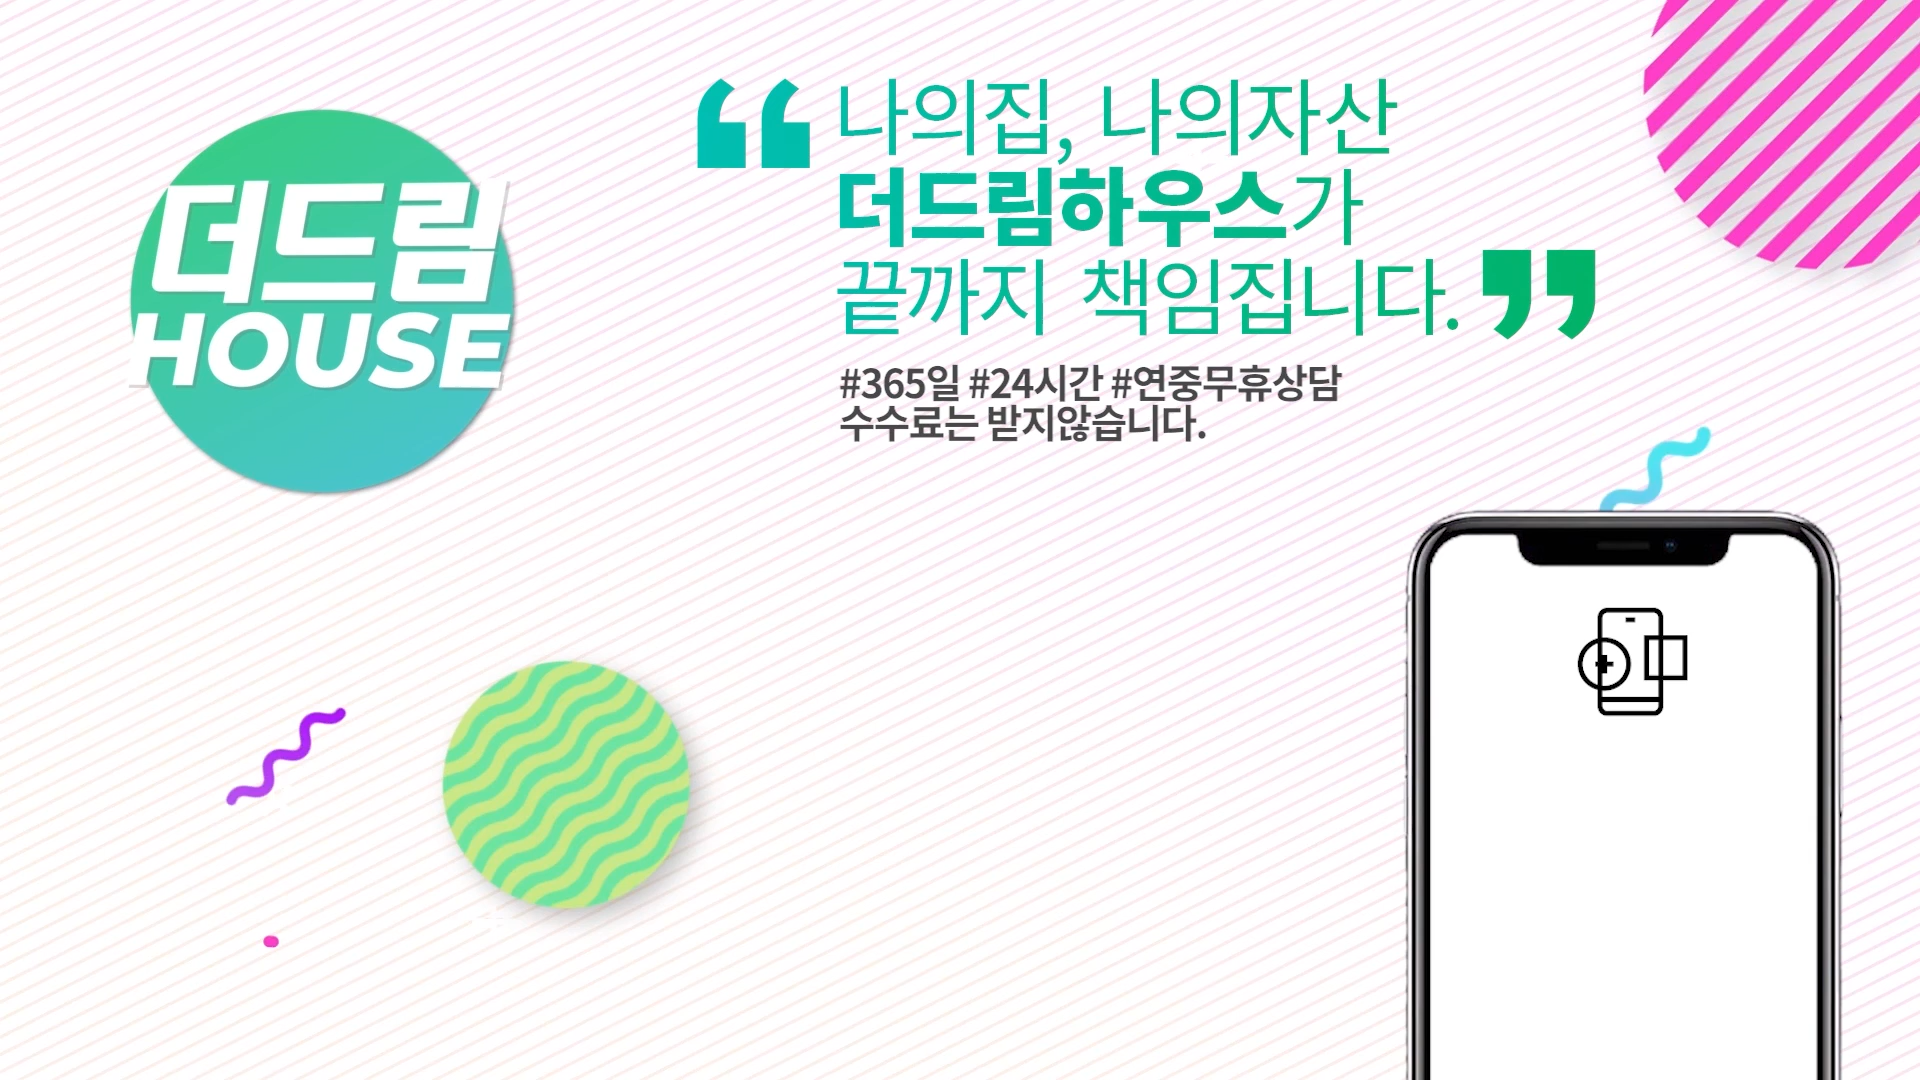 더드림
HOUSE
“나의집, 나의자산
더드림하우스가
끝까지 책임집니다.”
#365일 #24시간 #연중무휴상담
수수료는 받지않습니다.